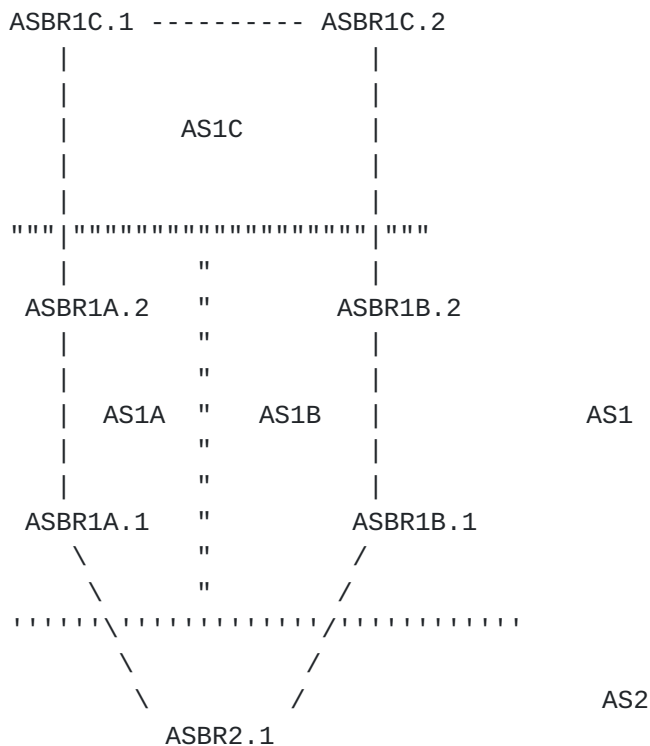 ASBR1C.1 ---------- ASBR1C.2
AS1C
ASBR1A.2 ASBR1B.2
AS1A AS1B AS1
ASBR1A.1 ASBR1B.1
AS2
ASBR2.1